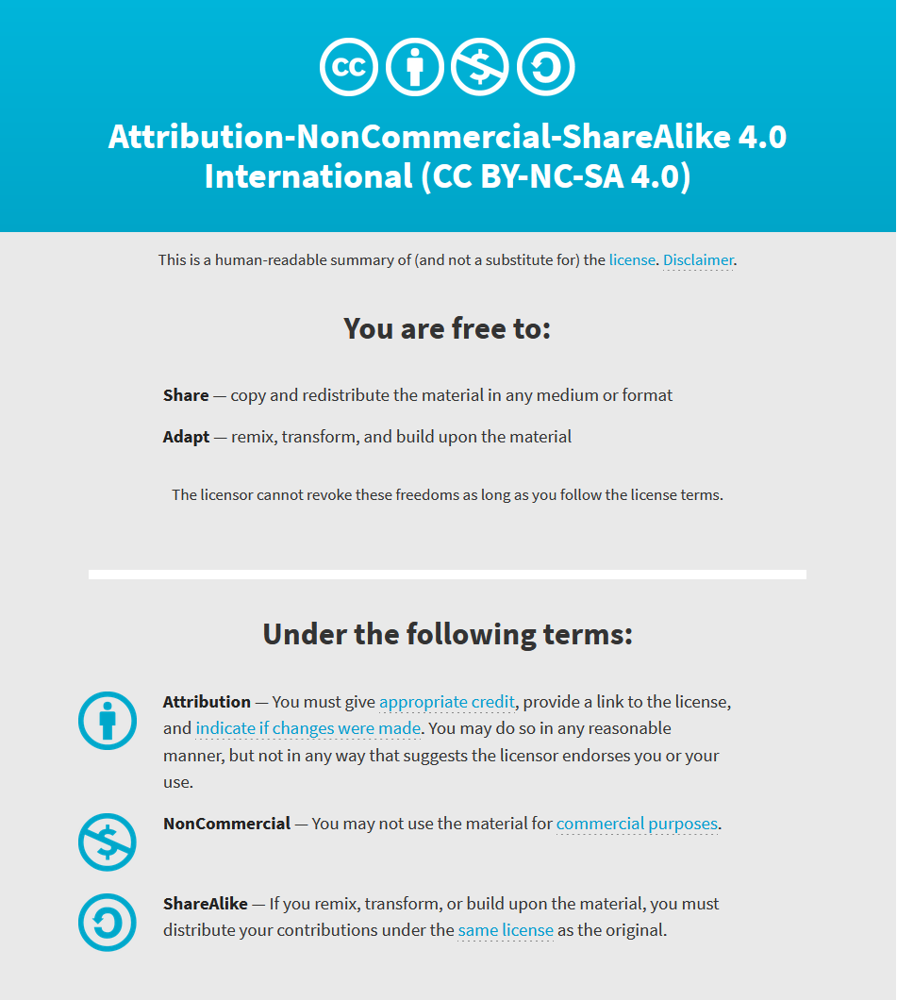 cc
Attribution-NonCommercial-ShareAlike 4.0
International (CC BY-NC-SA 4.0)
This is a human-readable summary of (and not a substitute for) the license. Disclaimer.
You are free to:
Share — copy and redistribute the material in any medium or format
Adapt — remix, transform, and build upon the material
The licensor cannot revoke these freedoms as long as you follow the license terms.
Under the following terms:
Attribution — You must give appropriate credit, provide a link to the license,
and indicate if changes were made. You may do so in any reasonable
manner, but not in any way that suggests the licensor endorses you or your
use.
NonCommercial — You may not use the material for commercial purposes.
ShareAlike — If you remix, transform, or build upon the material, you must
distribute your contributions under the same license as the original.